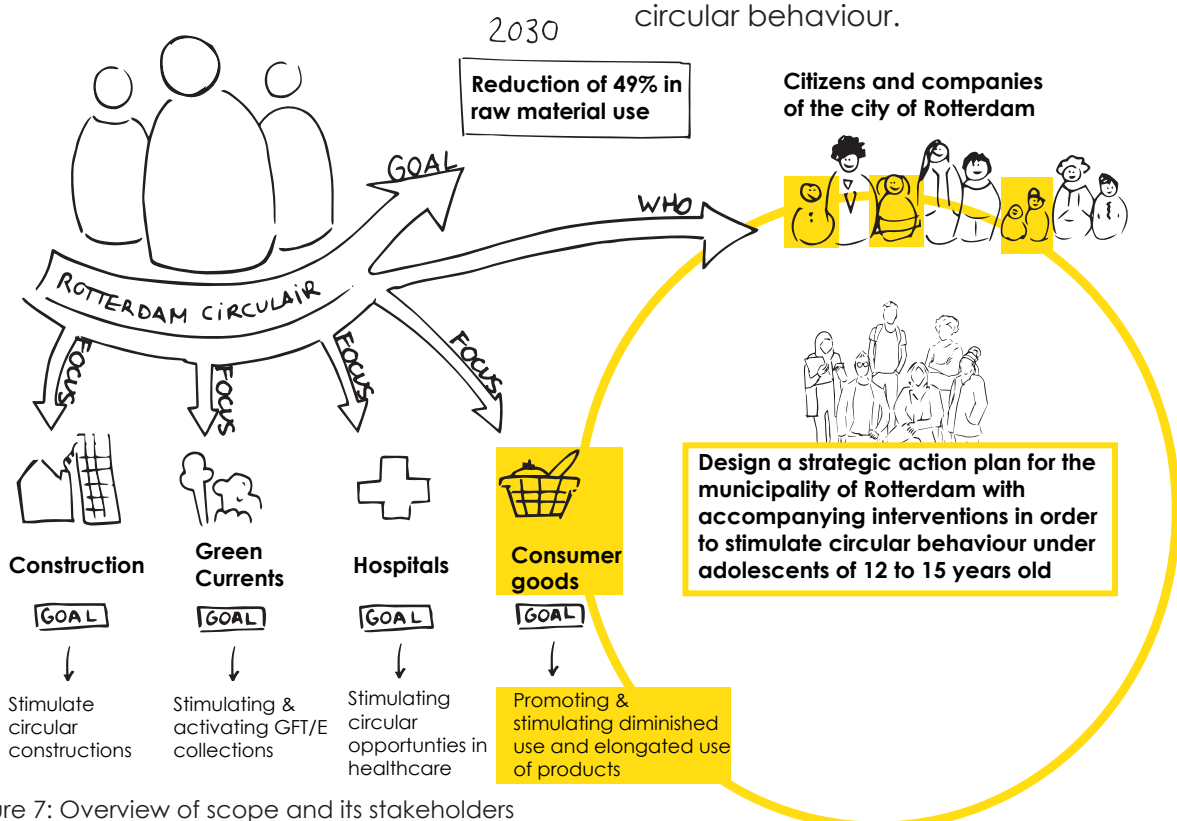 circular behaviour.
2030
Reduction of 49% in
raw material use
Citizens and companies
of the city of Rotterdam
GOAL
WHO
ROTTERDAM CIRCULAIR
FOCUS
FOCUS
FOCUS
FOCUS
Construction
Green
Currents
Hospitals
Consumer
goods
GOAL
GOAL
GOAL
GOAL
Stimulate
circular
constructions
Stimulating &
activating GFT/E
collections
Stimulating
circular
opportunties in
healthcare
Promoting &
stimulating diminished
use and elongated use
of products
Design a strategic action plan for the
municipality of Rotterdam with
accompanying interventions in order
to stimulate circular behaviour under
adolescents of 12 to 15 years old
ure 7: Overview of scope and its stakeholders